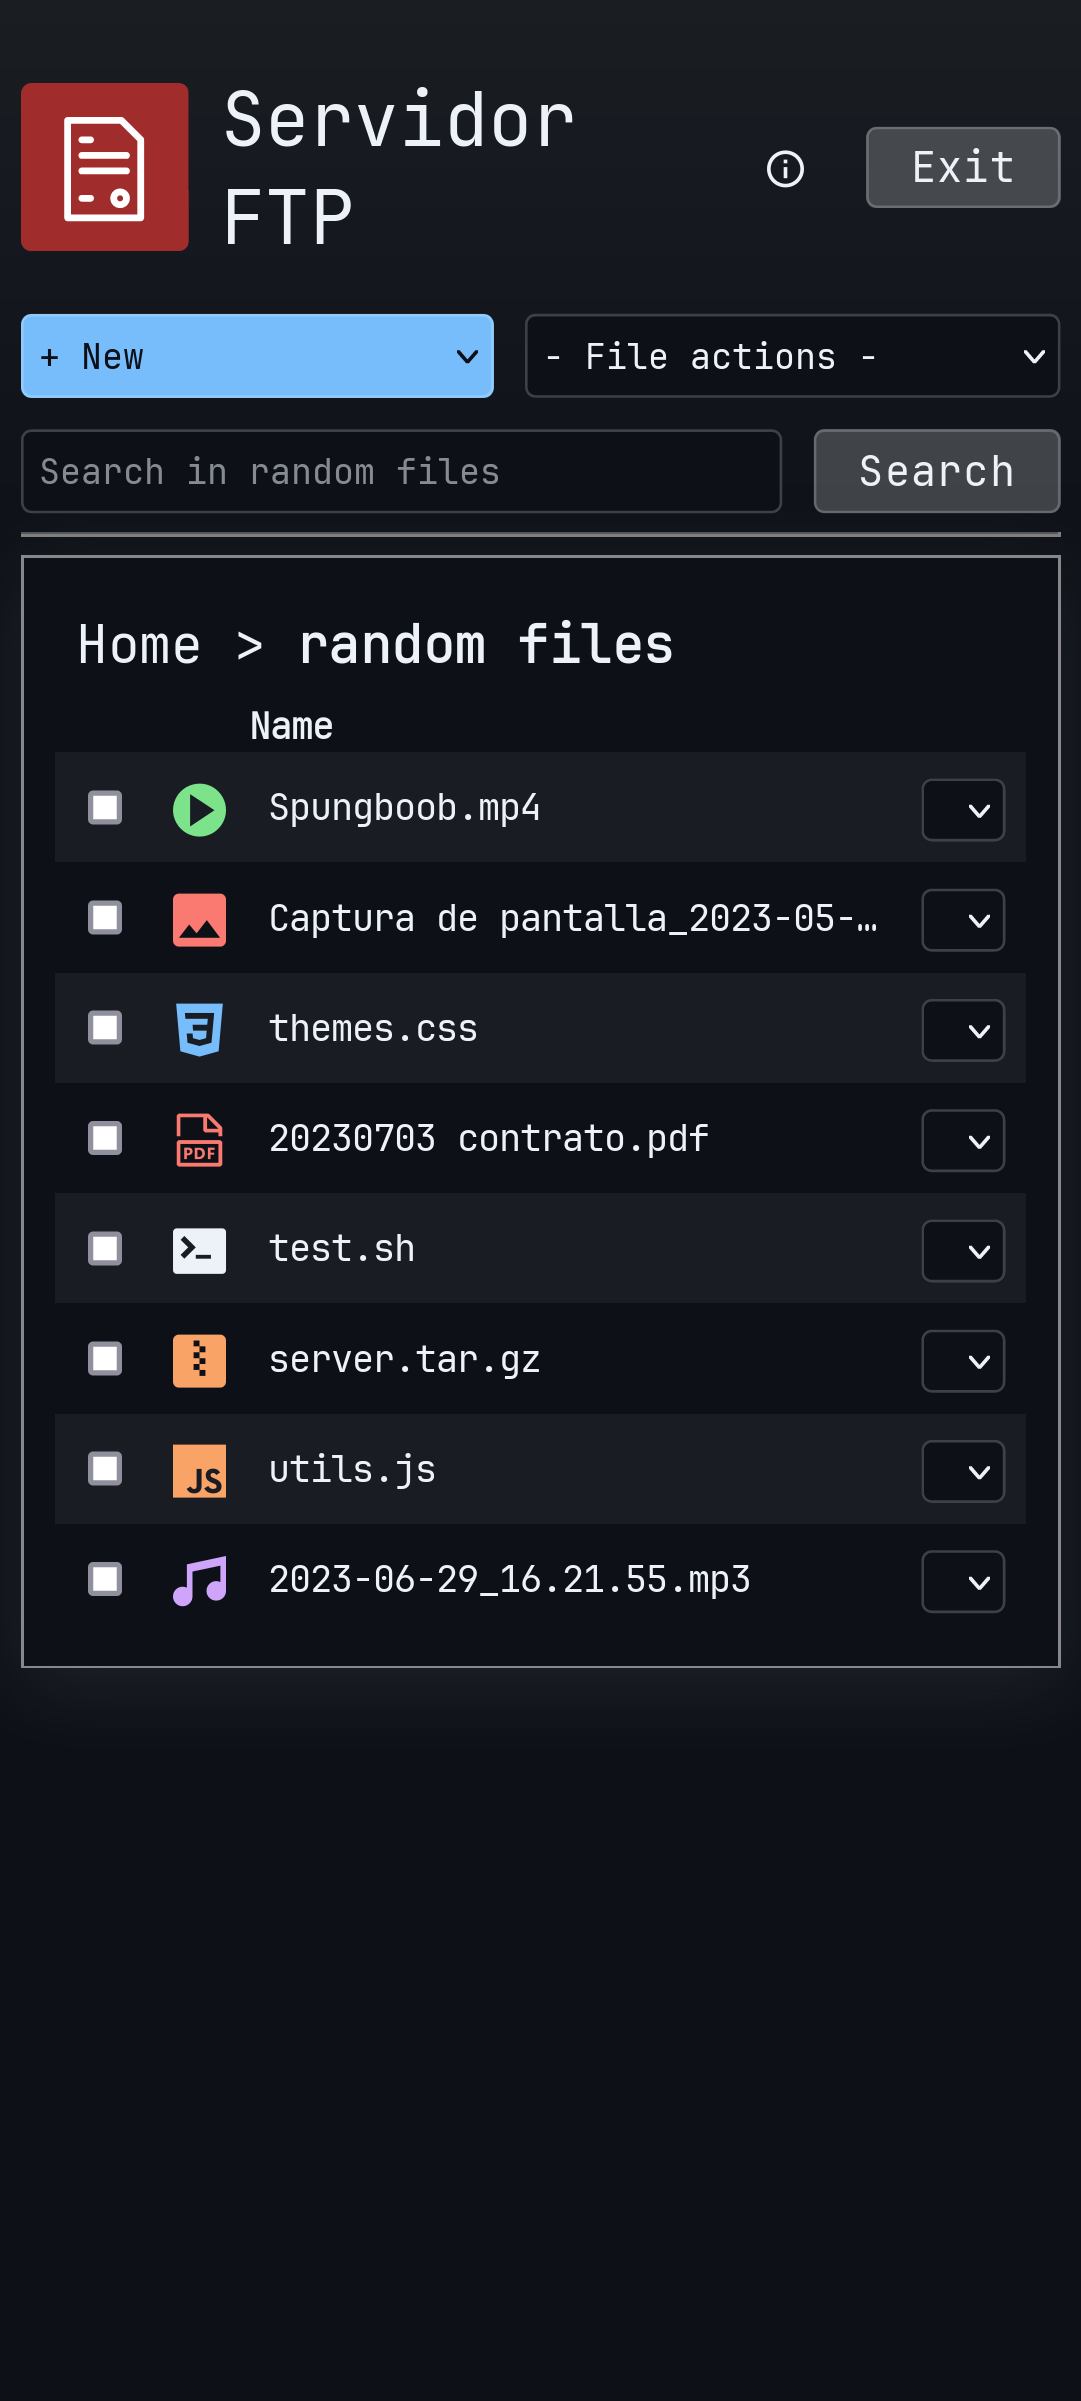 Servidor
FTP
Exit
+ New
- File actions -
Search in random files
Search
Home > random files
Name
Spungboob.mp4
Captura de pantalla_2023-05-…
themes.css
PDF
20230703 contrato.pdf
test.sh
server.tar.gz
JS
utils.js
2023-06-29_16.21.55.mp3